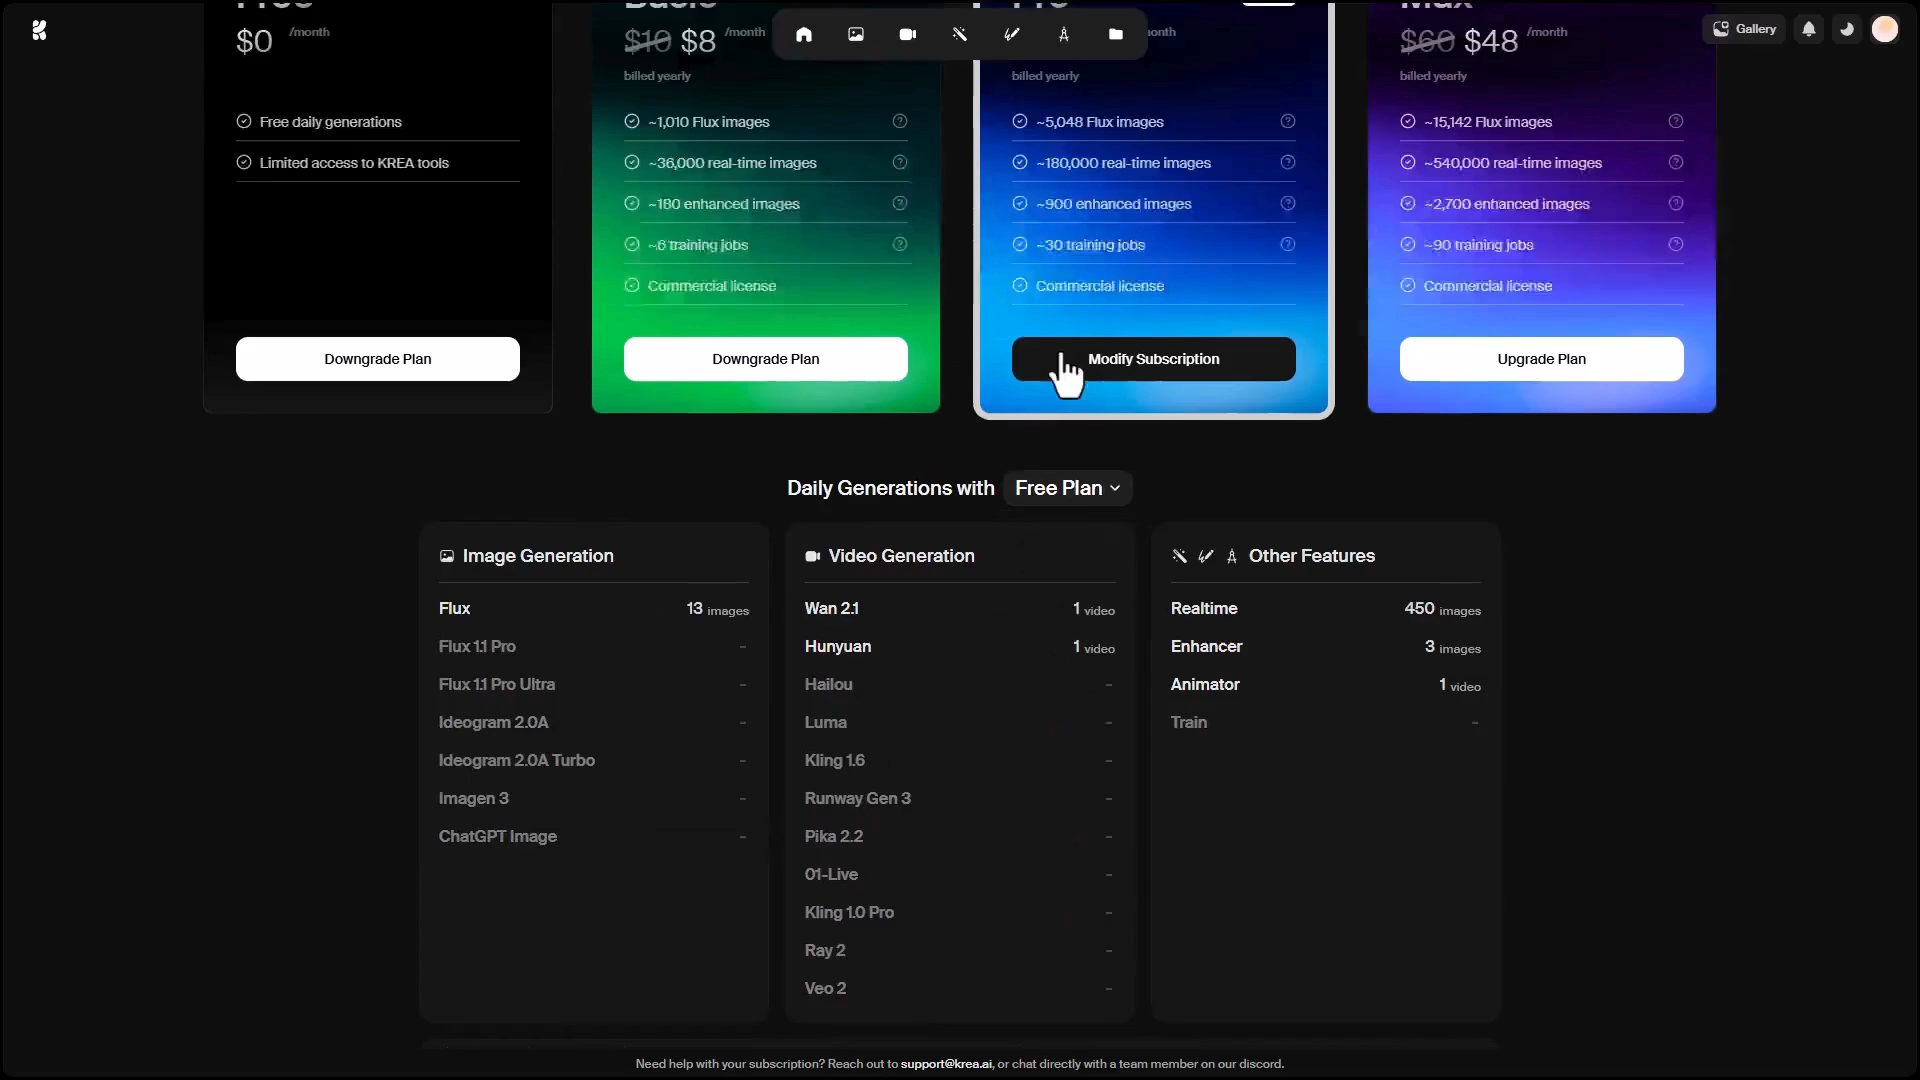 Free
Basic
Pro
Max
$0 /month
$10 $8 /month
month
$60 $48 /month
Gallery
billed yearly
billed yearly
billed yearly
Free daily generations
Limited access to KREA tools
~1,010 Flux images
~36,000 real-time images
~180 enhanced images
~6 training jobs
Commercial license
~5,048 Flux images
~180,000 real-time images
~900 enhanced images
~30 training jobs
Commercial license
~15,142 Flux images
~540,000 real-time images
~2,700 enhanced images
~90 training jobs
Commercial license
Downgrade Plan
Downgrade Plan
Modify Subscription
Upgrade Plan
Daily Generations with Free Plan
Image Generation
Flux 13 images
Flux 1.1 Pro -
Flux 1.1 Pro Ultra -
Ideogram 2.0A -
Ideogram 2.0A Turbo -
Imagen 3 -
ChatGPT Image -
Video Generation
Wan 2.1 1 video
Hunyuan 1 video
Hailou -
Luma -
Kling 1.6 -
Runway Gen 3 -
Pika 2.2 -
01-Live -
Kling 1.0 Pro -
Ray 2 -
Veo 2 -
Other Features
Realtime 450 images
Enhancer 3 images
Animator 1 video
Train -
Need help with your subscription? Reach out to support@krea.ai, or chat directly with a team member on our discord.